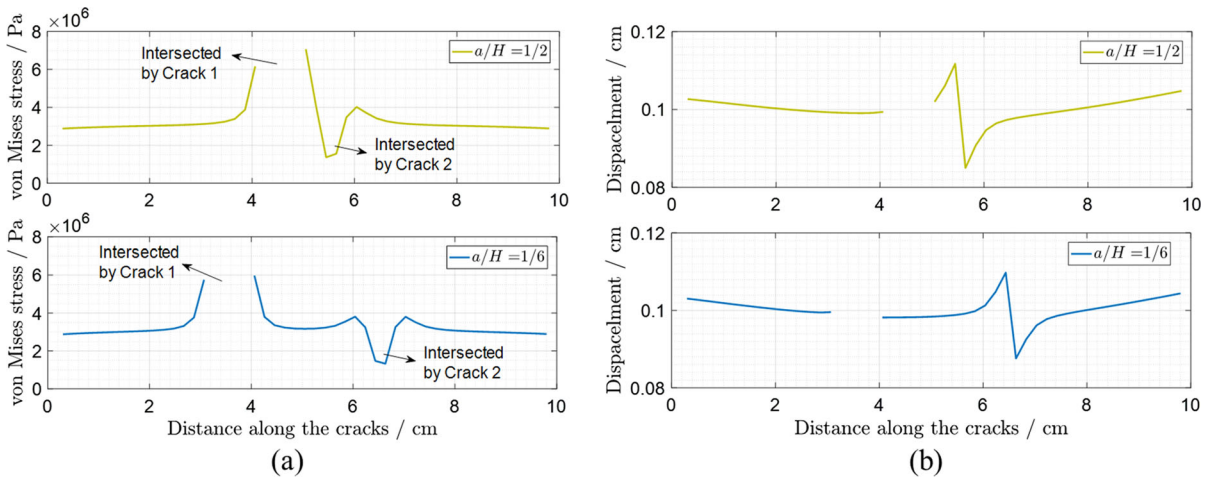 ×10⁶
8
6
4
2
0
von Mises stress / Pa
Intersected
by Crack 1
a/H =1/2
Intersected
by Crack 2
0 2 4 6 8 10
×10⁶
8
6
4
2
0
von Mises stress / Pa
Intersected
by Crack 1
a/H =1/6
Intersected
by Crack 2
0 2 4 6 8 10
Distance along the cracks / cm
(a)
0.12
0.1
0.08
Dispacelment / cm
a/H =1/2
0 2 4 6 8 10
0.12
0.1
0.08
Dispacelment / cm
a/H =1/6
0 2 4 6 8 10
Distance along the cracks / cm
(b)